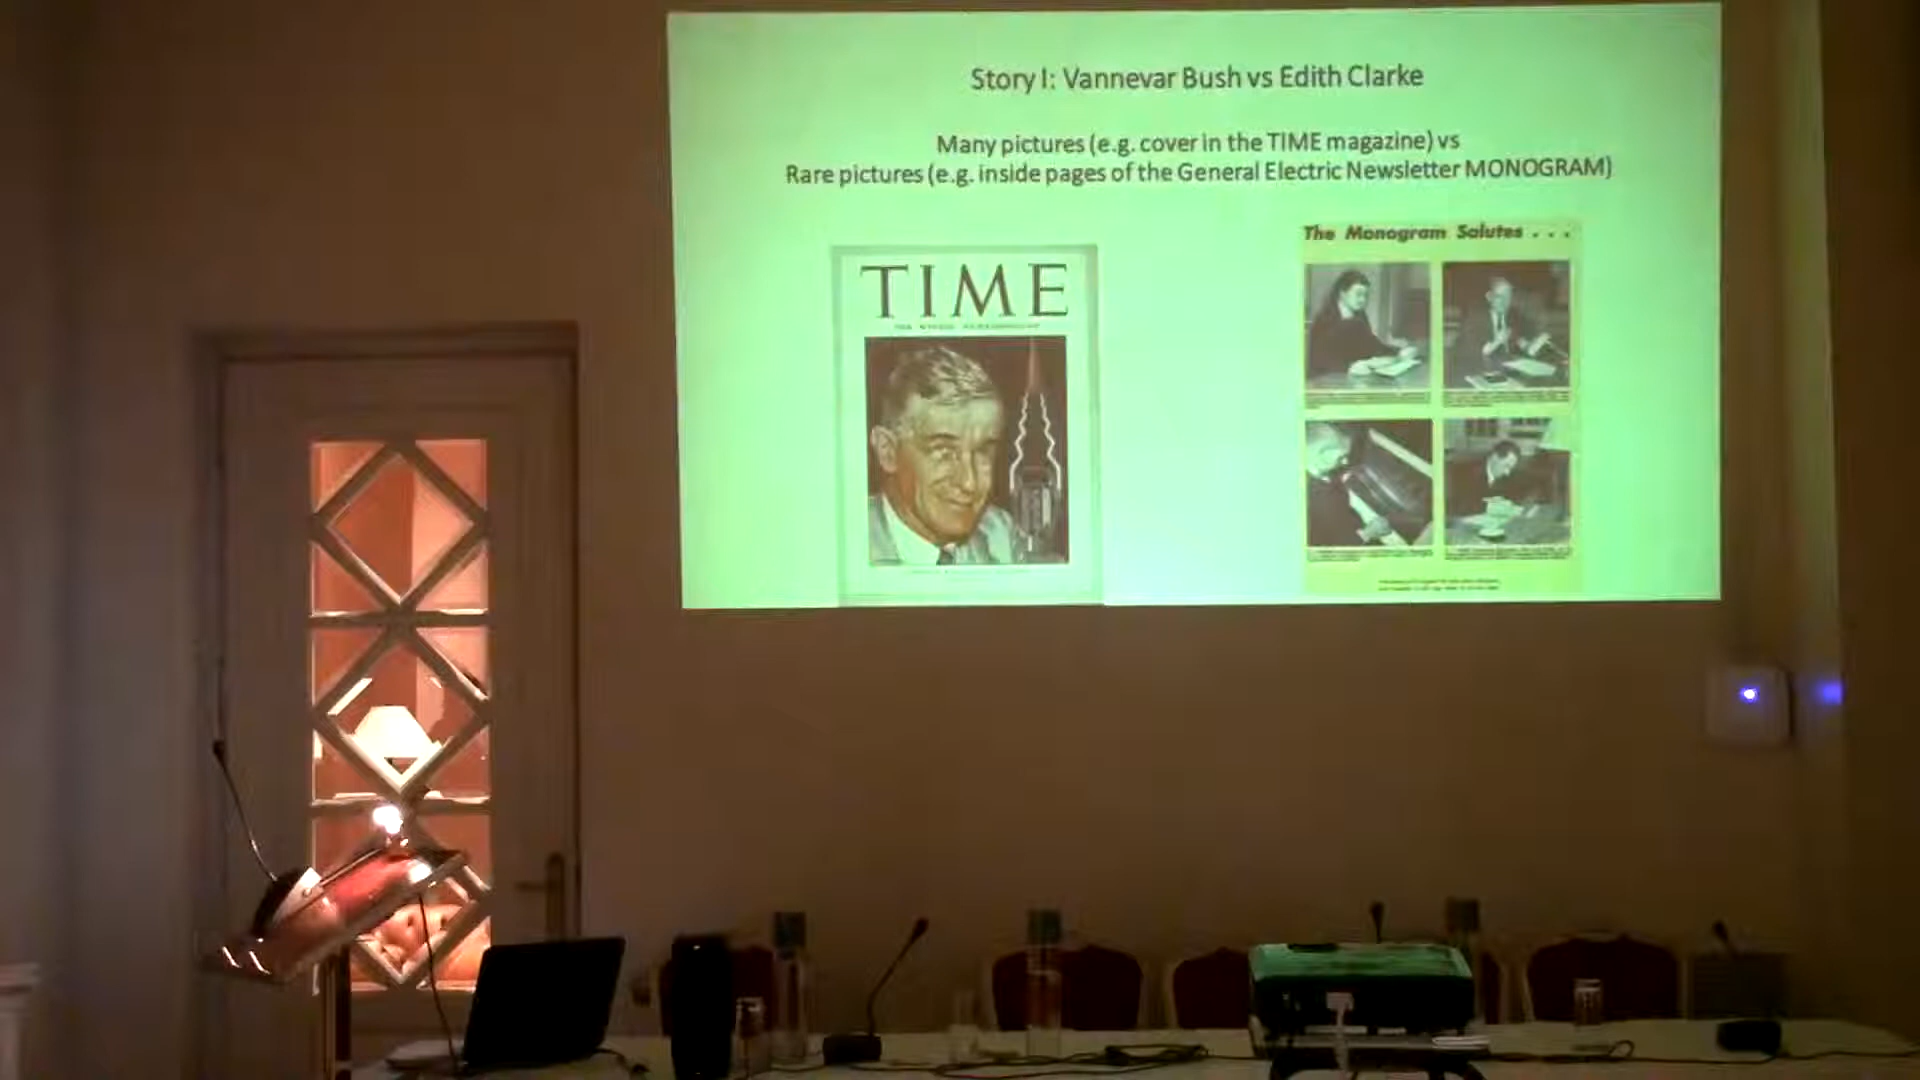 Story I: Vannevar Bush vs Edith Clarke
Many pictures (e.g. cover in the TIME magazine) vs
Rare pictures (e.g. inside pages of the General Electric Newsletter MONOGRAM)
TIME
The Monogram Salutes . . .